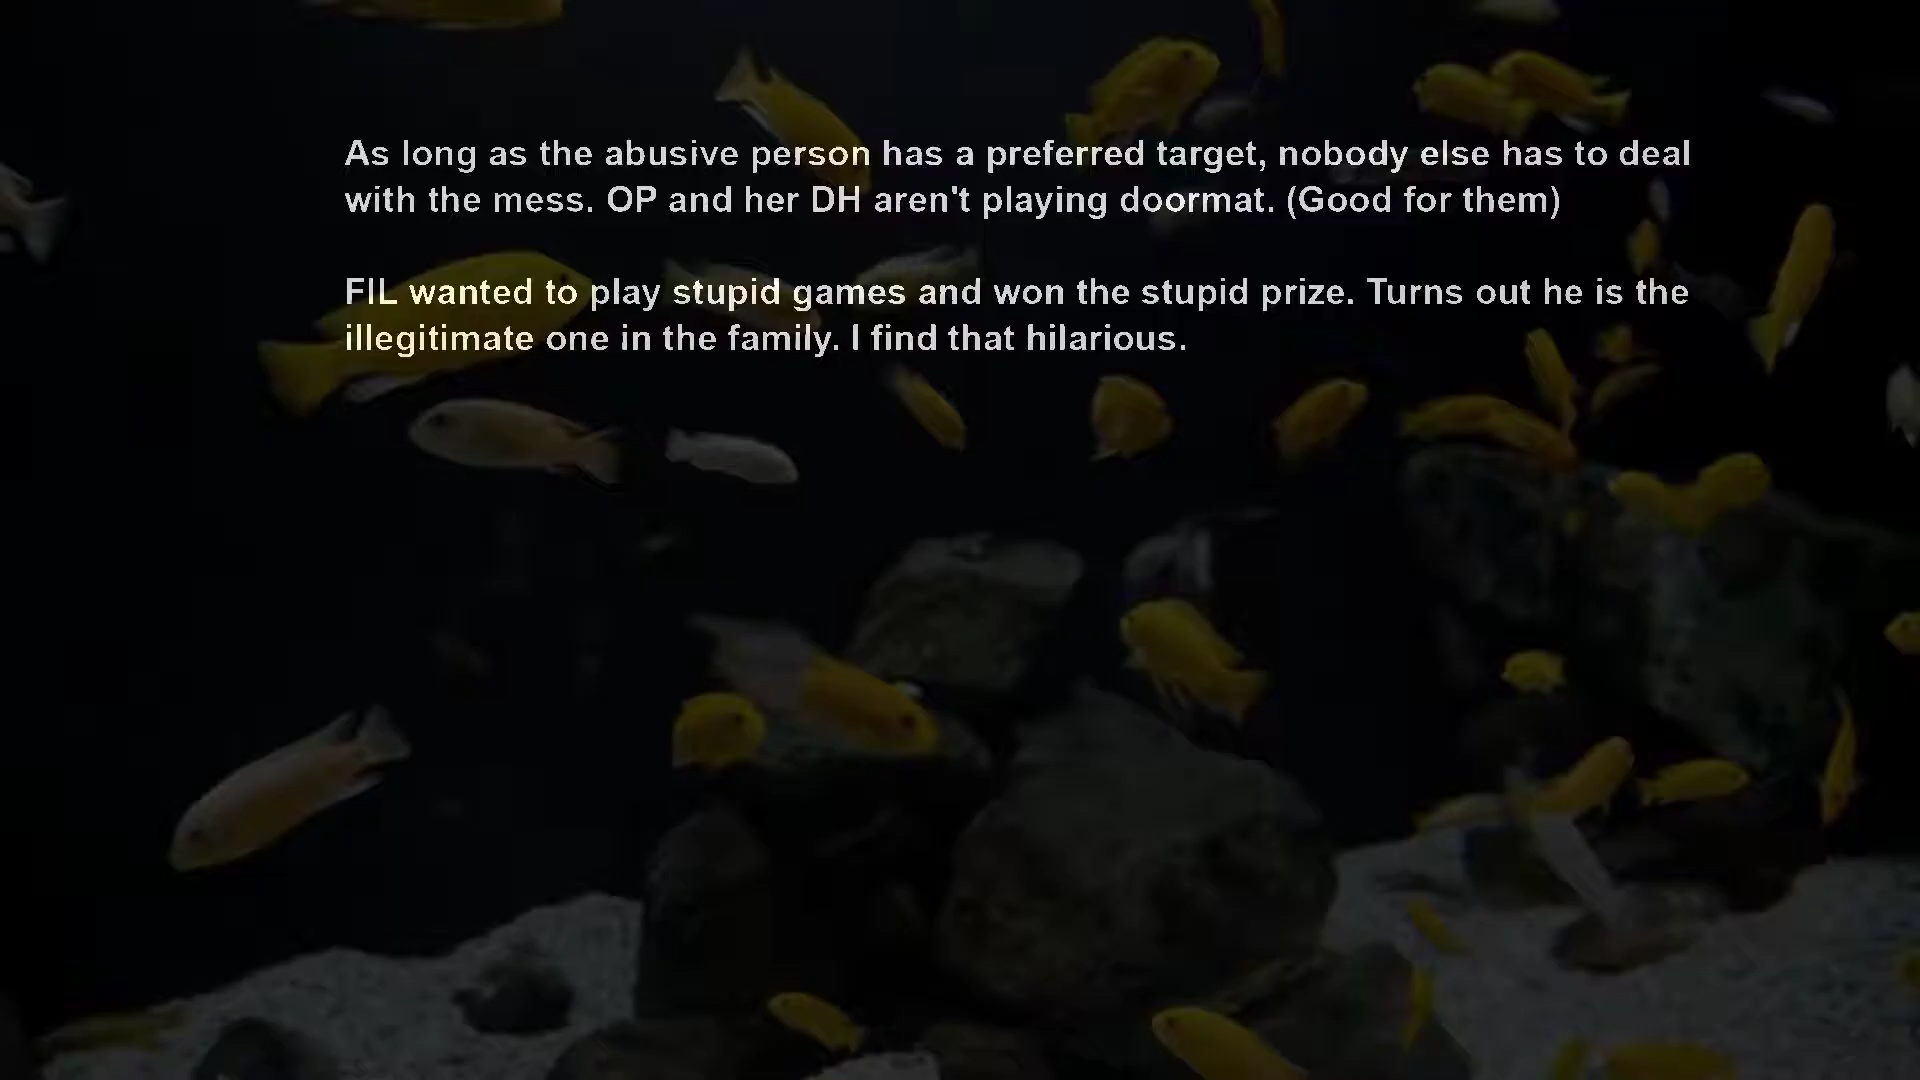 As long as the abusive person has a preferred target, nobody else has to deal
with the mess. OP and her DH aren't playing doormat. (Good for them)
FIL wanted to play stupid games and won the stupid prize. Turns out he is the
illegitimate one in the family. I find that hilarious.